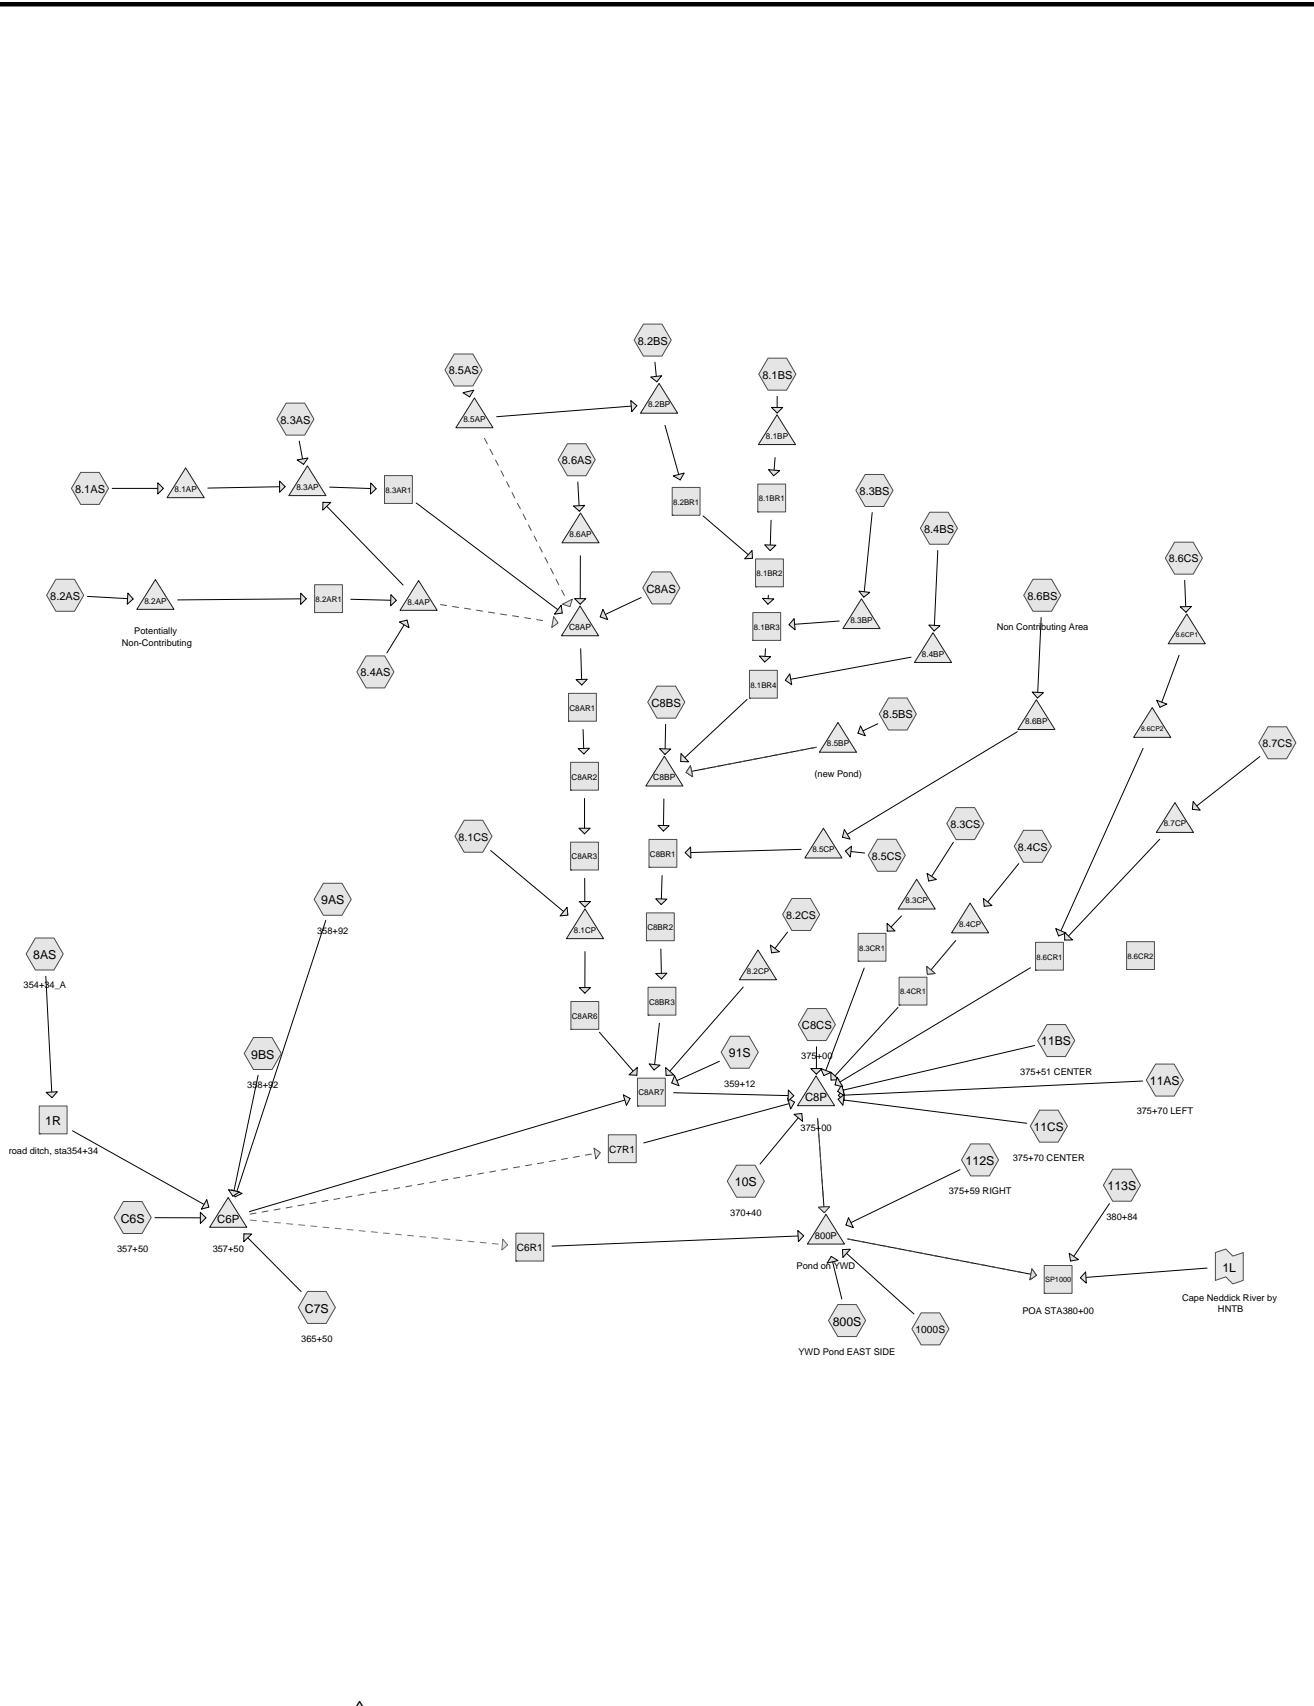 8.2BS
8.5AS
8.1BS
8.2BP
8.5AP
8.3AS
8.1BP
8.6AS
8.1AS
8.1AP
8.3AP
8.3AR1
8.2BR1
8.1BR1
8.3BS
8.4BS
8.6AP
8.6CS
8.1BR2
8.2AS
8.2AP
8.2AR1
8.4AP
C8AS
8.6BS
Potentially
Non-Contributing
C8AP
8.1BR3
8.3BP
Non Contributing Area
8.6CP1
8.4AS
8.4BP
8.1BR4
C8AR1
C8BS
8.5BS
8.6BP
8.6CP2
8.5BP
8.7CS
(new Pond)
C8AR2
C8BP
8.7CP
8.1CS
8.3CS
8.4CS
C8AR3
C8BR1
8.5CP
8.5CS
9AS
358+92
8.3CP
8.1CP
C8BR2
8.2CS
8.4CP
8AS
354+34_A
8.3CR1
8.6CR1
8.6CR2
8.2CP
8.4CR1
C8AR6
C8BR3
C8CS
375+00
9BS
358+92
91S
359+12
11BS
375+51 CENTER
11AS
375+70 LEFT
C8AR7
C8P
375+00
1R
road ditch, sta354+34
11CS
375+70 CENTER
C7R1
112S
375+59 RIGHT
10S
370+40
113S
380+84
C6S
357+50
C6P
357+50
C6R1
800P
Pond on YWD
SP1000
POA STA380+00
1L
Cape Neddick River by
HNTB
C7S
365+50
800S
YWD Pond EAST SIDE
1000S